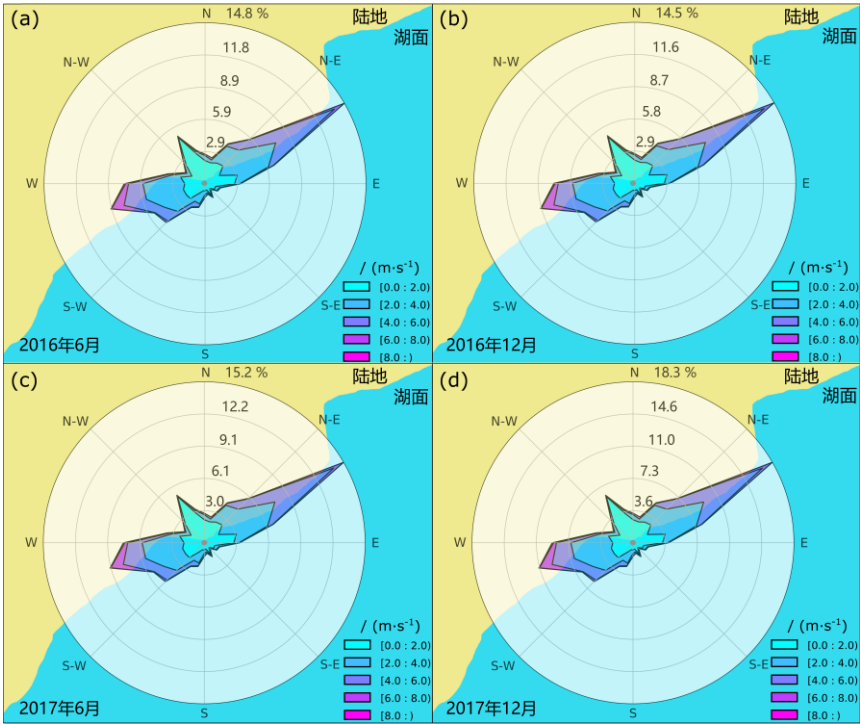 (a)
N 14.8 %
陆地
湖面
11.8
N-W
N-E
8.9
5.9
2.9
W
E
/ (m·s⁻¹)
[0.0 : 2.0)
S-W
S-E
[2.0 : 4.0)
[4.0 : 6.0)
2016年6月
[6.0 : 8.0)
S
[8.0 : )
(b)
N 14.5 %
陆地
湖面
11.6
N-W
N-E
8.7
5.8
2.9
W
E
/ (m·s⁻¹)
[0.0 : 2.0)
S-W
S-E
[2.0 : 4.0)
[4.0 : 6.0)
2016年12月
[6.0 : 8.0)
S
[8.0 : )
(c)
N 15.2 %
陆地
湖面
12.2
N-W
N-E
9.1
6.1
3.0
W
E
/ (m·s⁻¹)
[0.0 : 2.0)
S-W
S-E
[2.0 : 4.0)
[4.0 : 6.0)
2017年6月
[6.0 : 8.0)
S
[8.0 : )
(d)
N 18.3 %
陆地
湖面
14.6
N-W
N-E
11.0
7.3
3.6
W
E
/ (m·s⁻¹)
[0.0 : 2.0)
S-W
S-E
[2.0 : 4.0)
[4.0 : 6.0)
2017年12月
[6.0 : 8.0)
S
[8.0 : )